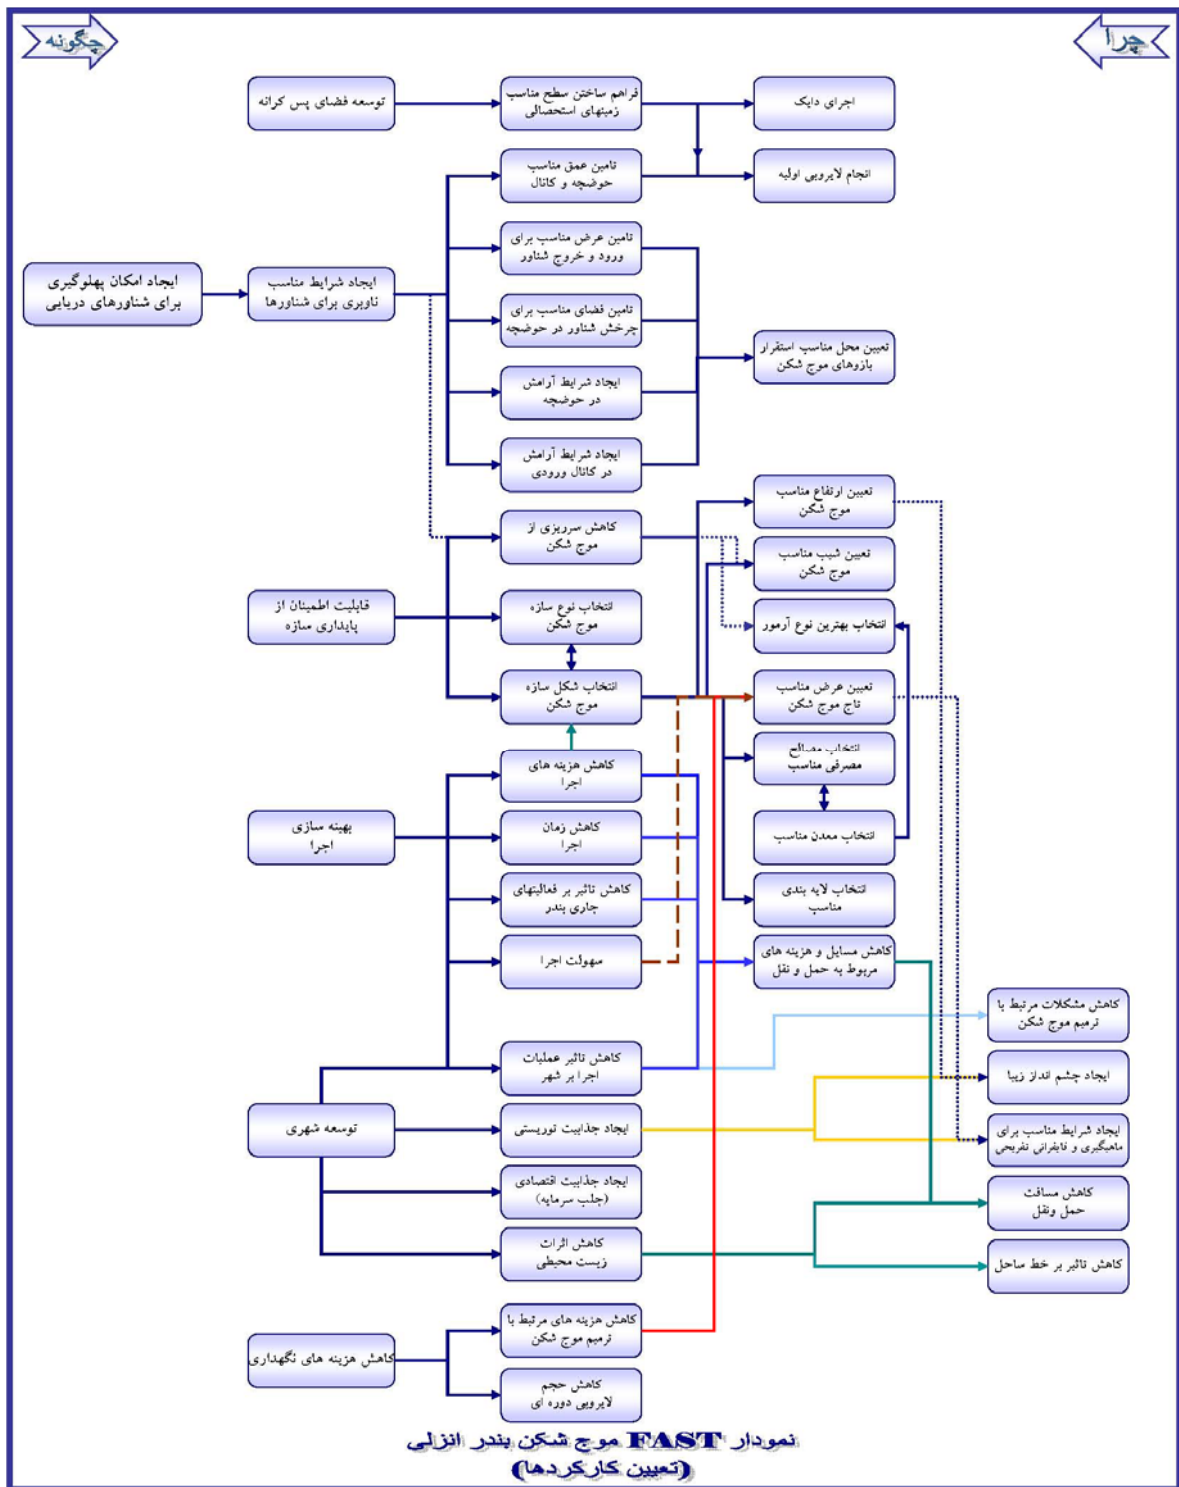 چگونه
چرا
توسعه فضای پس کرانه
فراهم ساختن سطح مناسب
زمینهای استحصالی
اجرای دایک
تامین عمق مناسب
حوضچه و کانال
انجام لایروبی اولیه
تامین عرض مناسب برای
ورود و خروج شناور
ایجاد امکان پهلوگیری
برای شناورهای دریایی
ایجاد شرایط مناسب
ناوبری برای شناورها
تامین فضای مناسب برای
چرخش شناور در حوضچه
تعیین محل مناسب استقرار
بازوهای موج شکن
ایجاد شرایط آرامش
در حوضچه
ایجاد شرایط آرامش
در کانال ورودی
تعیین ارتفاع مناسب
موج شکن
کاهش سرریزی از
موج شکن
تعیین شیب مناسب
موج شکن
قابلیت اطمینان از
پایداری سازه
انتخاب نوع سازه
موج شکن
انتخاب بهترین نوع آرمور
انتخاب شکل سازه
موج شکن
تعیین عرض مناسب
تاج موج شکن
کاهش هزینه های
اجرا
انتخاب مصالح
مصرفی مناسب
بهینه سازی
اجرا
کاهش زمان
اجرا
انتخاب معدن مناسب
کاهش تاثیر بر فعالیتهای
جاری بندر
انتخاب لایه بندی
مناسب
سهولت اجرا
کاهش مسایل و هزینه های
مربوط به حمل و نقل
کاهش مشکلات مرتبط با
ترمیم موج شکن
کاهش تاثیر عملیات
اجرا بر شهر
ایجاد چشم انداز زیبا
توسعه شهری
ایجاد جذابیت توریستی
ایجاد شرایط مناسب برای
ماهیگیری و قایقرانی تفریحی
ایجاد جذابیت اقتصادی
(جلب سرمایه)
کاهش مسافت
حمل ونقل
کاهش اثرات
زیست محیطی
کاهش تاثیر بر خط ساحل
کاهش هزینه های مرتبط با
ترمیم موج شکن
کاهش هزینه های نگهداری
کاهش حجم
لایروبی دوره ای
نمودار FAST موج شکن بندر انزلی
(تعیین کارکردها)